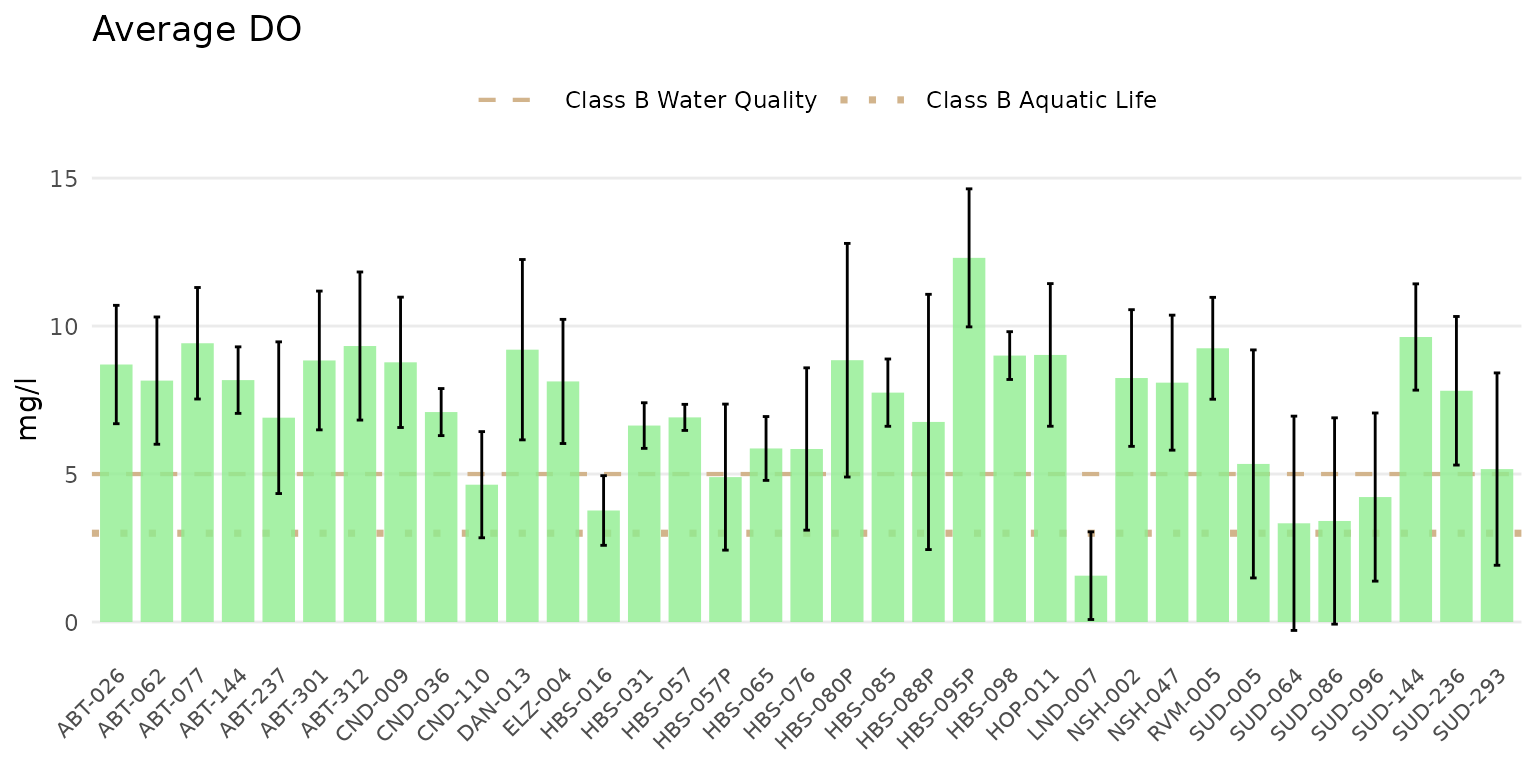 Average DO
Class B Water Quality Class B Aquatic Life
15
10
5
0
mg/l
ABT-026 ABT-062 ABT-077 ABT-144 ABT-237 ABT-301 ABT-312 CND-009 CND-036 CND-110 DAN-013 ELZ-004 HBS-016 HBS-031 HBS-057 HBS-057P HBS-065 HBS-076 HBS-080P HBS-085 HBS-088P HBS-095P HBS-098 HOP-011 LND-007 NSH-002 NSH-047 RVM-005 SUD-005 SUD-064 SUD-086 SUD-096 SUD-144 SUD-236 SUD-293